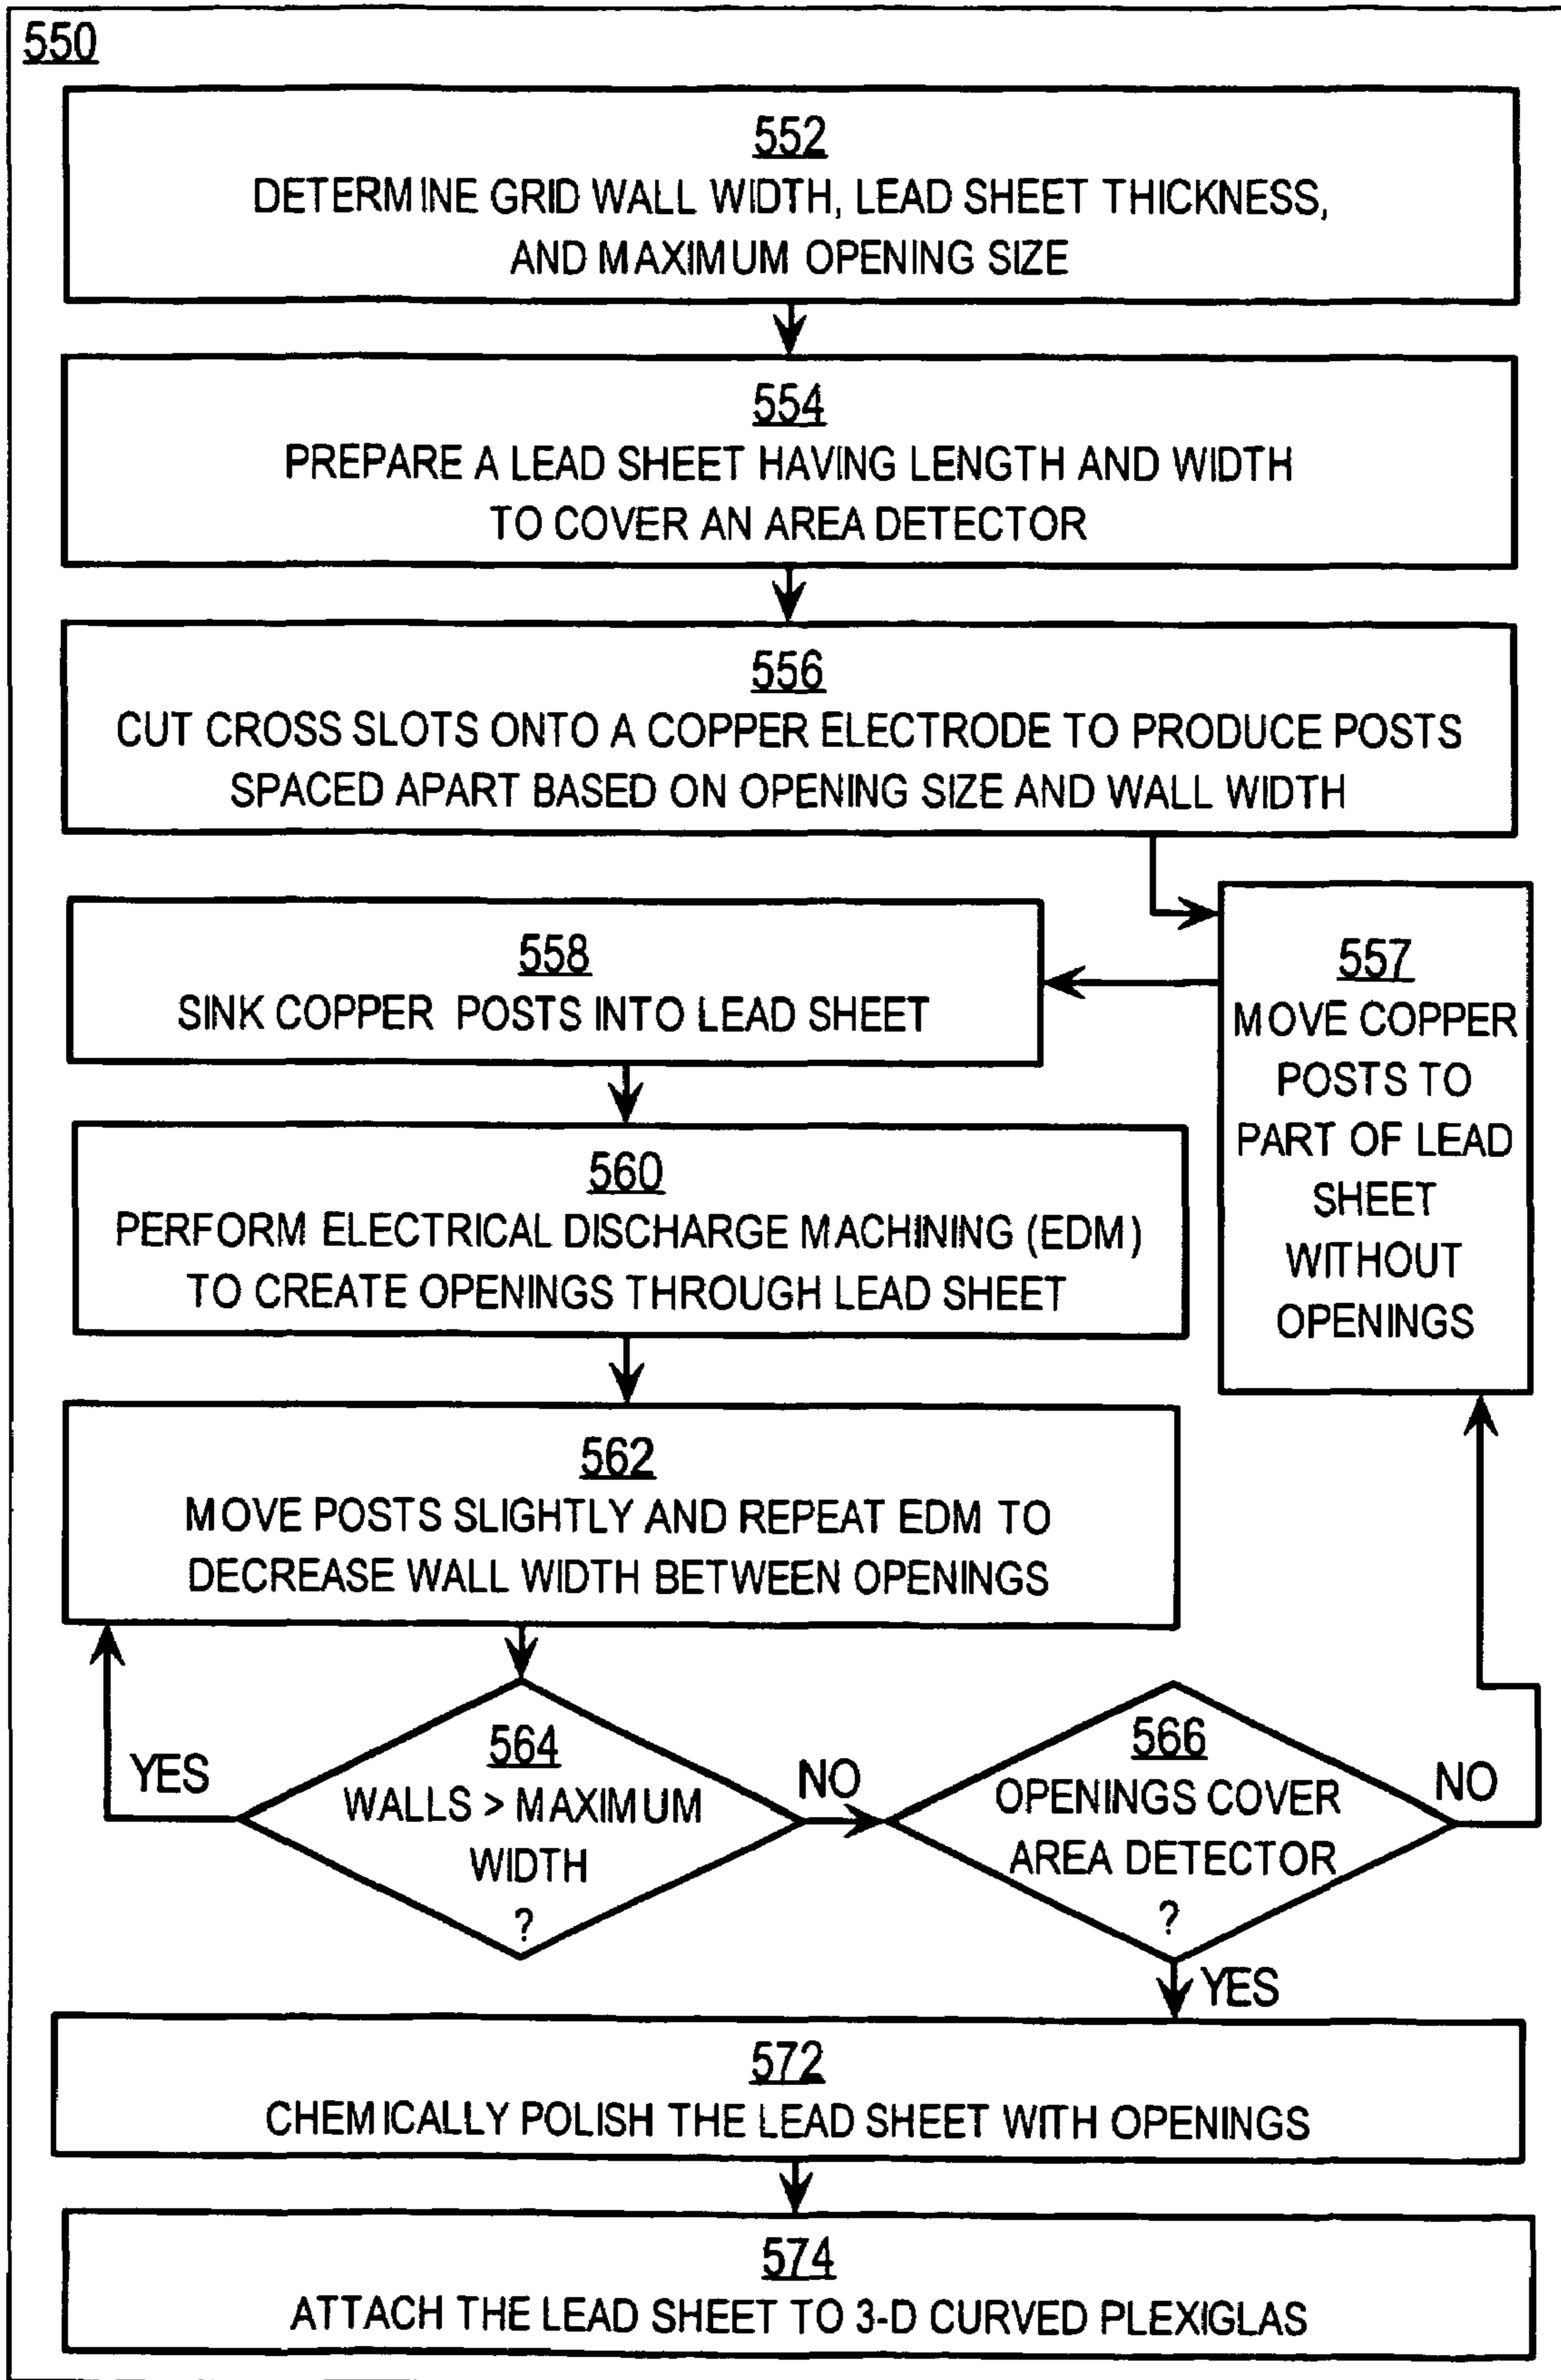 550
552
DETERMINE GRID WALL WIDTH, LEAD SHEET THICKNESS,
AND MAXIMUM OPENING SIZE
554
PREPARE A LEAD SHEET HAVING LENGTH AND WIDTH
TO COVER AN AREA DETECTOR
556
CUT CROSS SLOTS ONTO A COPPER ELECTRODE TO PRODUCE POSTS
SPACED APART BASED ON OPENING SIZE AND WALL WIDTH
557
MOVE COPPER
POSTS TO
PART OF LEAD
SHEET
WITHOUT
OPENINGS
558
SINK COPPER POSTS INTO LEAD SHEET
560
PERFORM ELECTRICAL DISCHARGE MACHINING (EDM)
TO CREATE OPENINGS THROUGH LEAD SHEET
562
MOVE POSTS SLIGHTLY AND REPEAT EDM TO
DECREASE WALL WIDTH BETWEEN OPENINGS
YES
564
WALLS > MAXIMUM
WIDTH
?
NO
566
OPENINGS COVER
AREA DETECTOR
?
NO
YES
572
CHEMICALLY POLISH THE LEAD SHEET WITH OPENINGS
574
ATTACH THE LEAD SHEET TO 3-D CURVED PLEXIGLAS